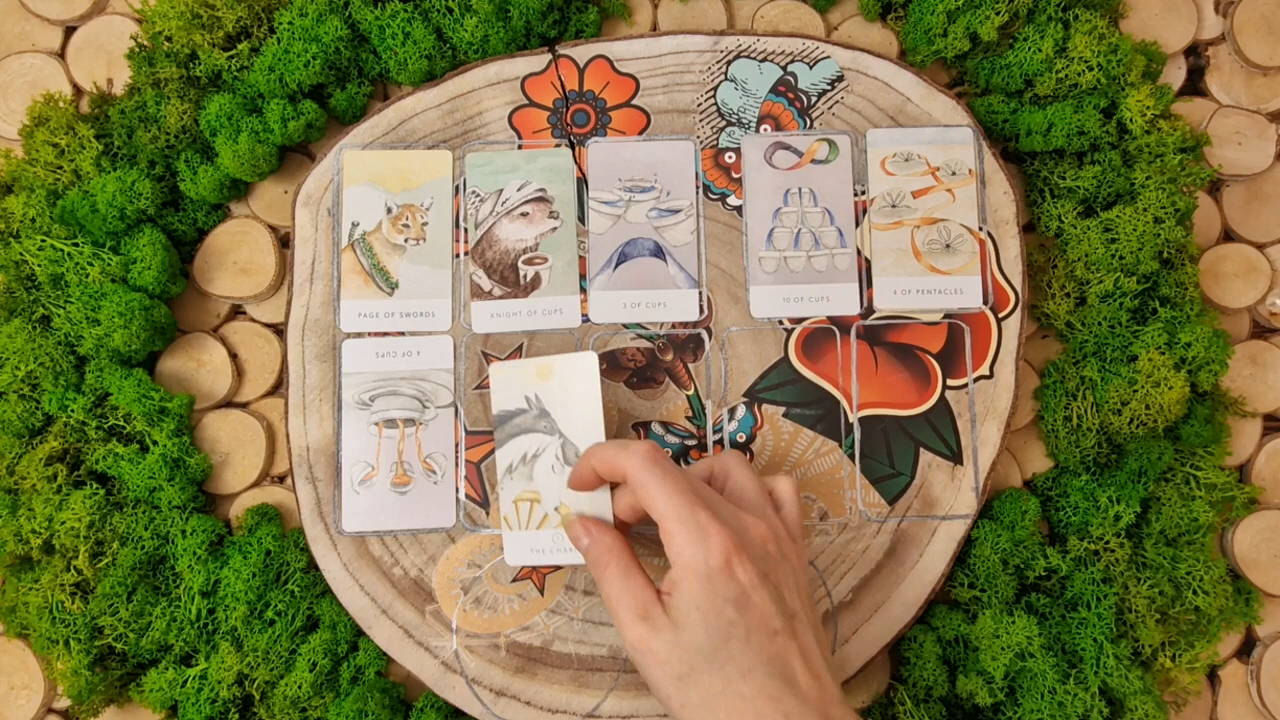 PAGE OF SWORDS
KNIGHT OF CUPS
3 OF CUPS
10 OF CUPS
4 OF PENTACLES
4 OF CUPS
THE CHAR